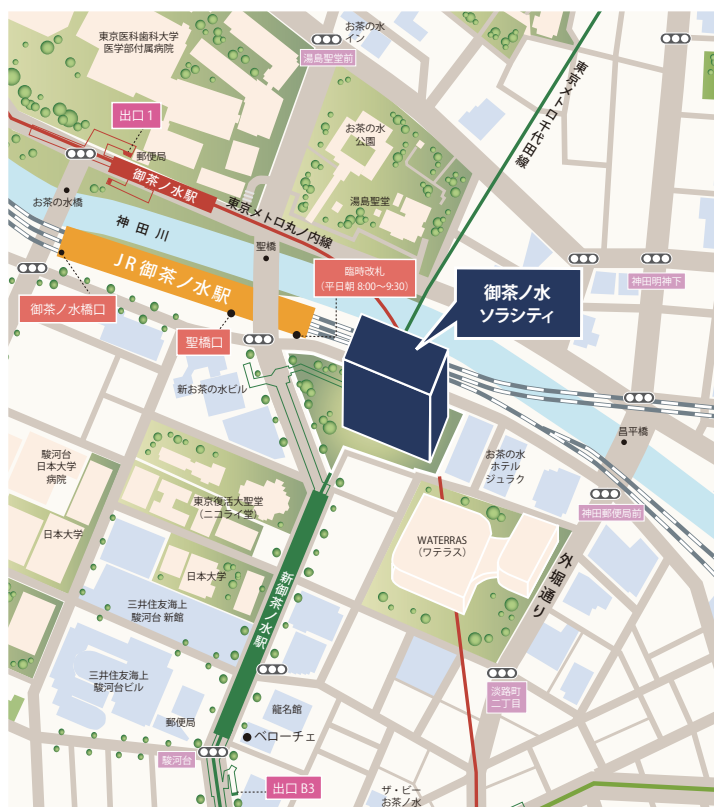 東京医科歯科大学
医学部付属病院
お茶の水
イン
湯島聖堂前
出口1
郵便局
お茶の水
公園
東京メトロ千代田線
御茶ノ水駅
湯島聖堂
お茶の水橋
神田川
東京メトロ丸ノ内線
聖橋
JR御茶ノ水駅
臨時改札
(平日朝 8:00~9:30)
御茶ノ水
ソラシティ
神田明神下
御茶ノ水橋口
聖橋口
新お茶の水ビル
昌平橋
駿河台
日本大学
病院
お茶の水
ホテル
ジュラク
東京復活大聖堂
(ニコライ堂)
神田郵便局前
日本大学
WATERRAS
(ワテラス)
外堀通り
日本大学
新御茶ノ水駅
三井住友海上
駿河台 新館
三井住友海上
駿河台ビル
淡路町
二丁目
郵便局
龍名館
ベローチェ
駿河台
出口 B3
ザ・ビー
お茶ノ水